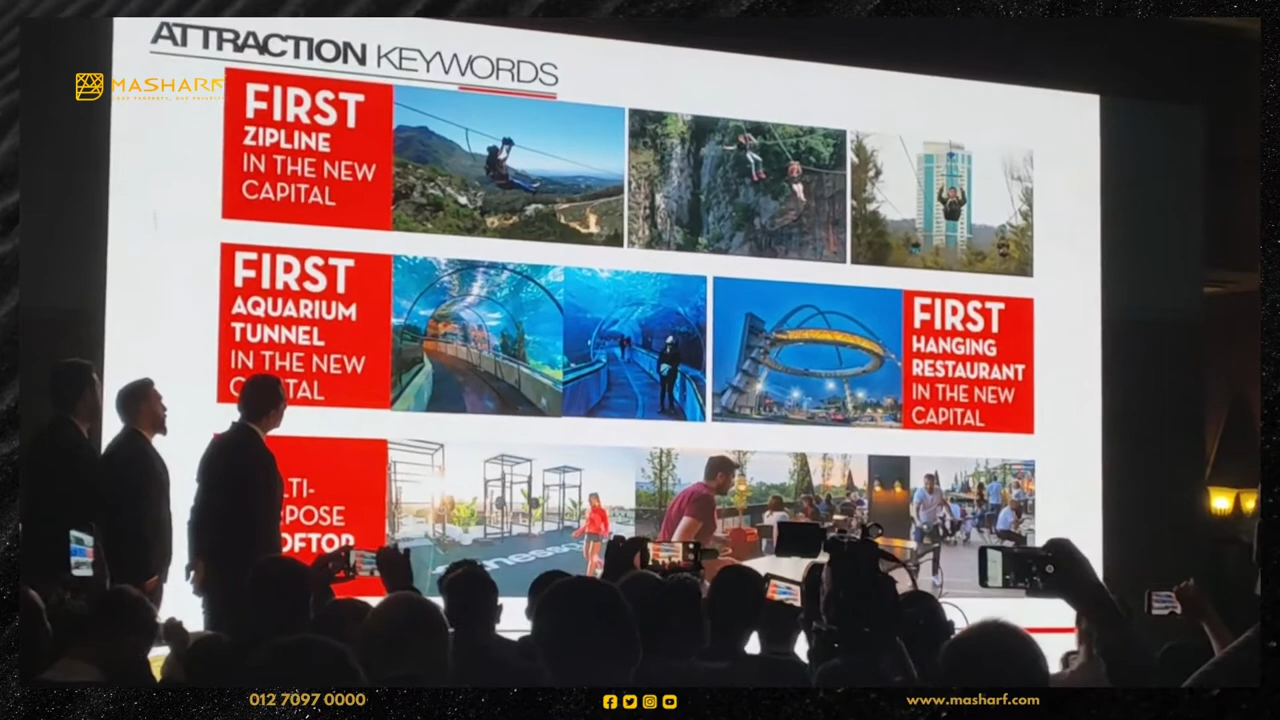 ATTRACTION KEYWORDS
MASHARF
FIRST
ZIPLINE
IN THE NEW
CAPITAL
FIRST
AQUARIUM
TUNNEL
IN THE NEW
FIRST
HANGING
RESTAURANT
IN THE NEW
CAPITAL
012 7097 0000
www.masharf.com